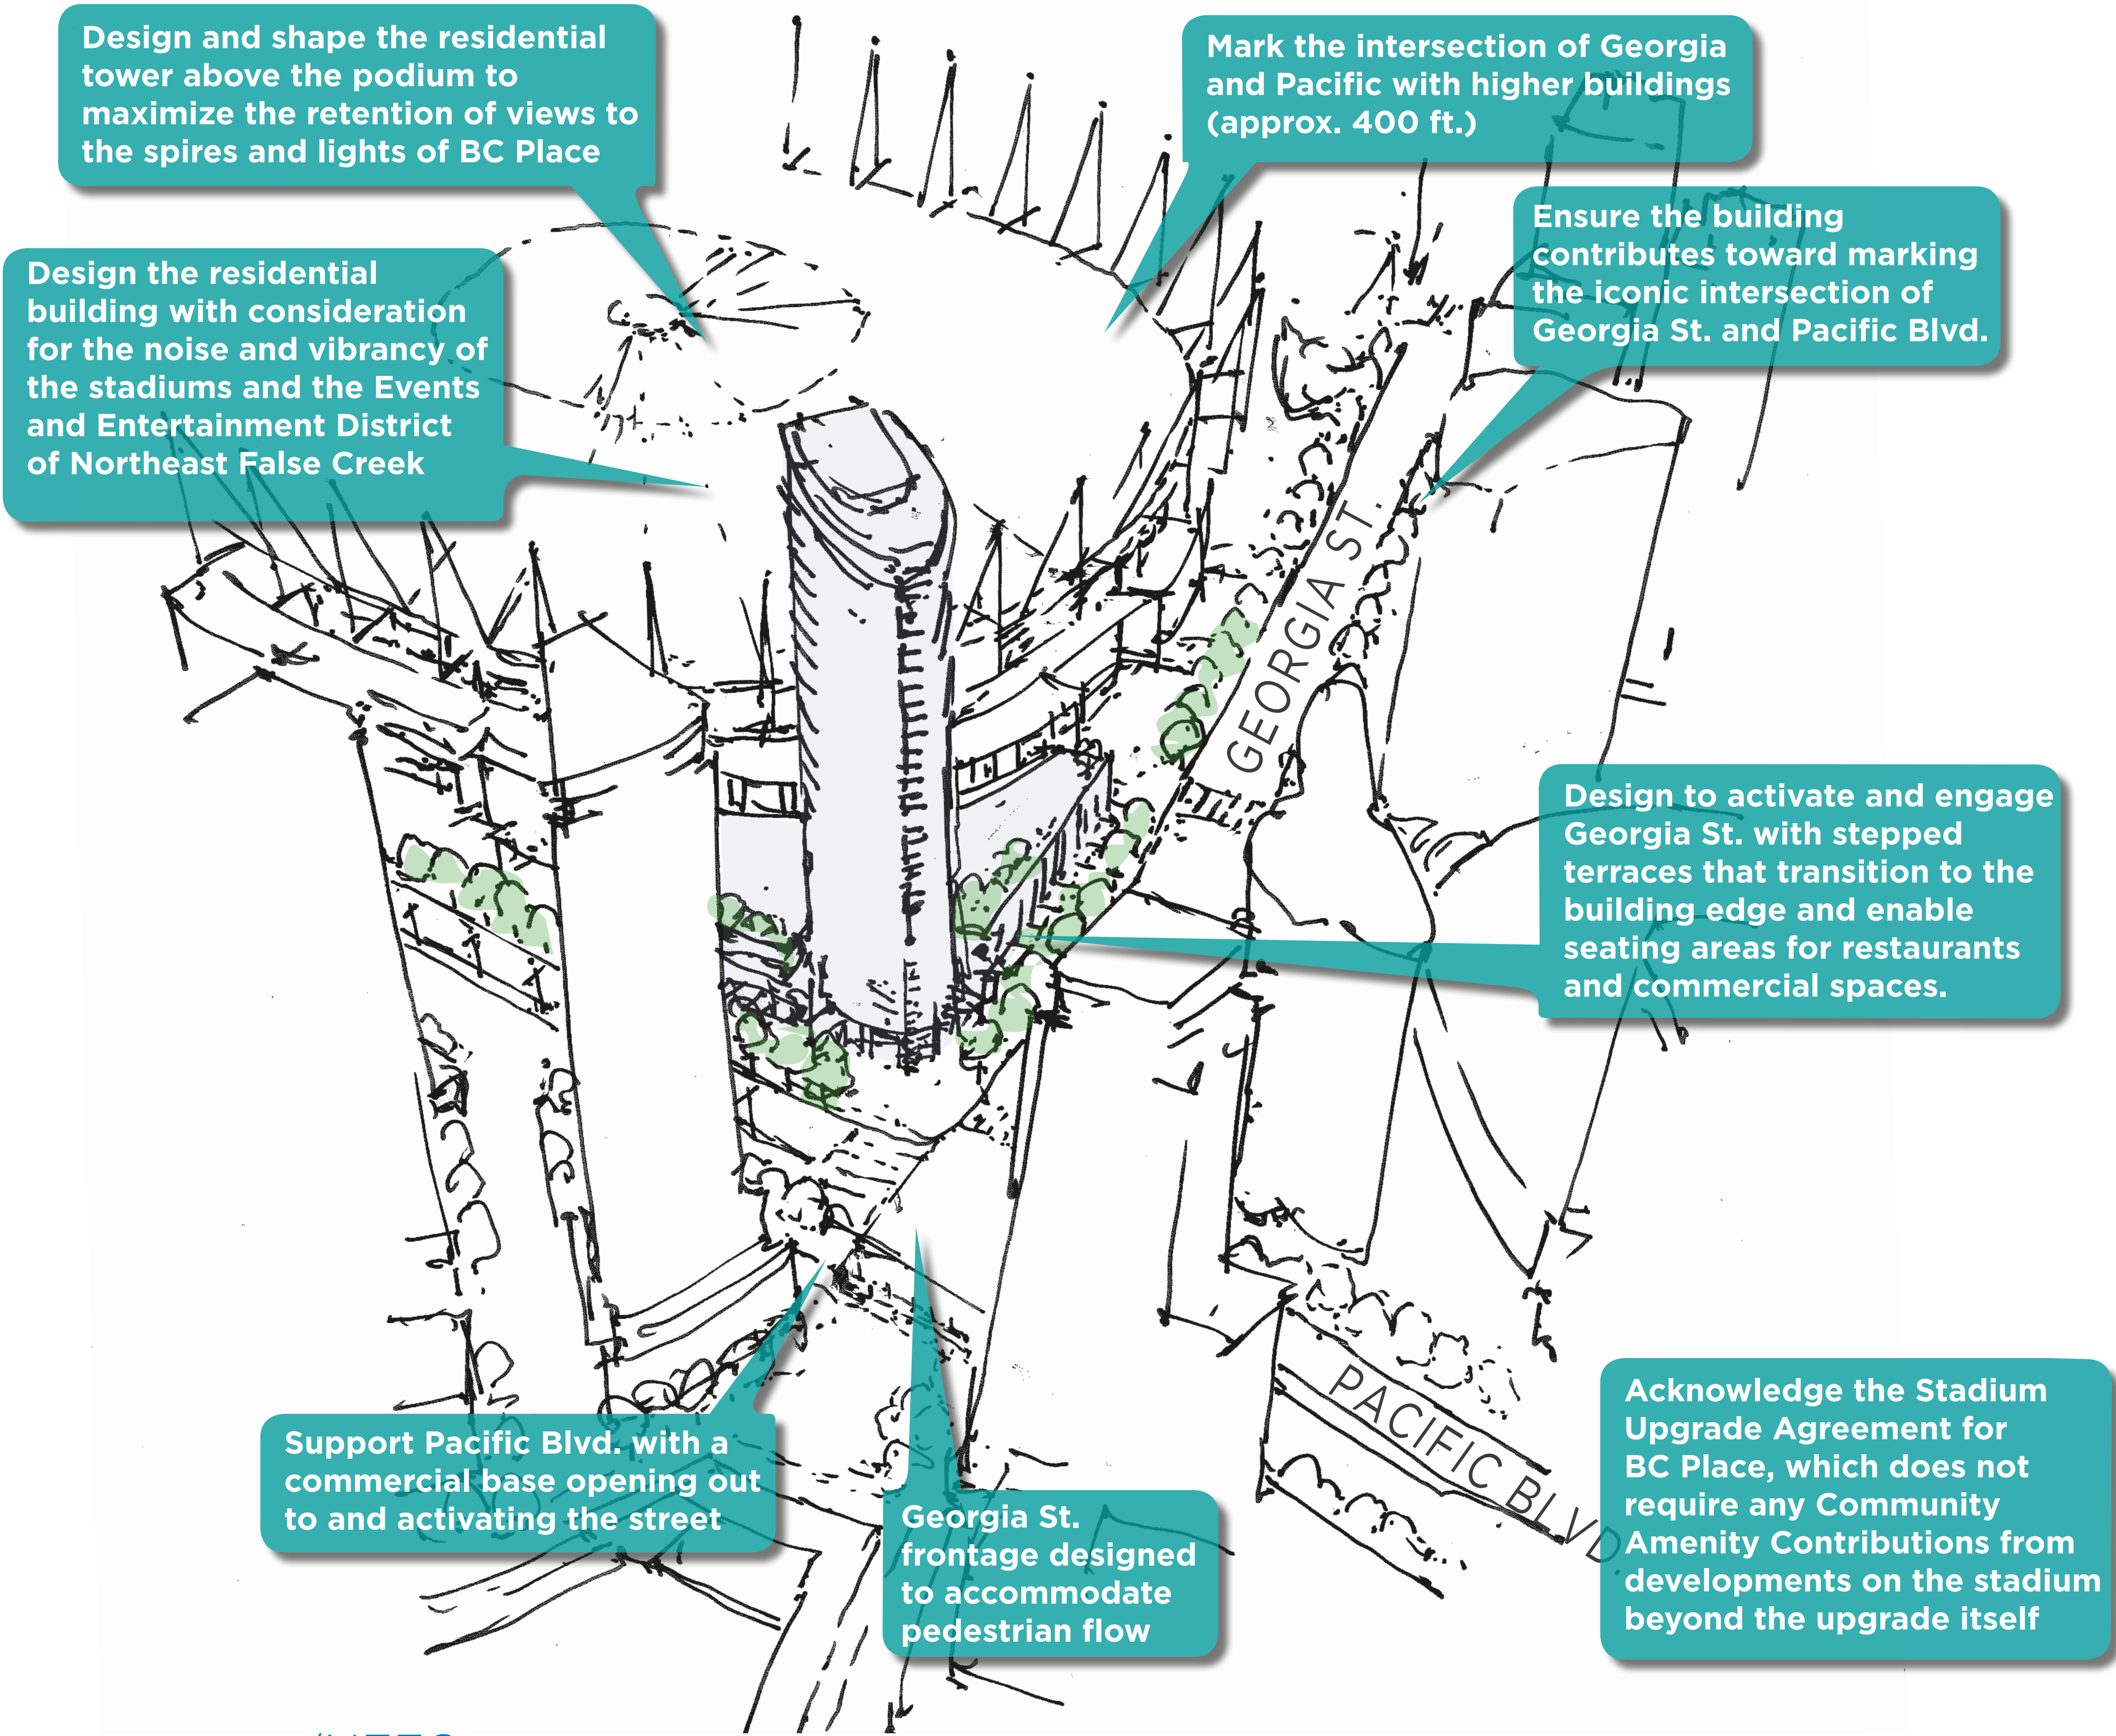 Design and shape the residential
tower above the podium to
maximize the retention of views to
the spires and lights of BC Place
Mark the intersection of Georgia
and Pacific with higher buildings
(approx. 400 ft.)
Ensure the building
contributes toward marking
the iconic intersection of
Georgia St. and Pacific Blvd.
Design the residential
building with consideration
for the noise and vibrancy of
the stadiums and the Events
and Entertainment District
of Northeast False Creek
GEORGIA ST.
Design to activate and engage
Georgia St. with stepped
terraces that transition to the
building edge and enable
seating areas for restaurants
and commercial spaces.
PACIFIC BLVD.
Support Pacific Blvd. with a
commercial base opening out
to and activating the street
Georgia St.
frontage designed
to accommodate
pedestrian flow
Acknowledge the Stadium
Upgrade Agreement for
BC Place, which does not
require any Community
Amenity Contributions from
developments on the stadium
beyond the upgrade itself